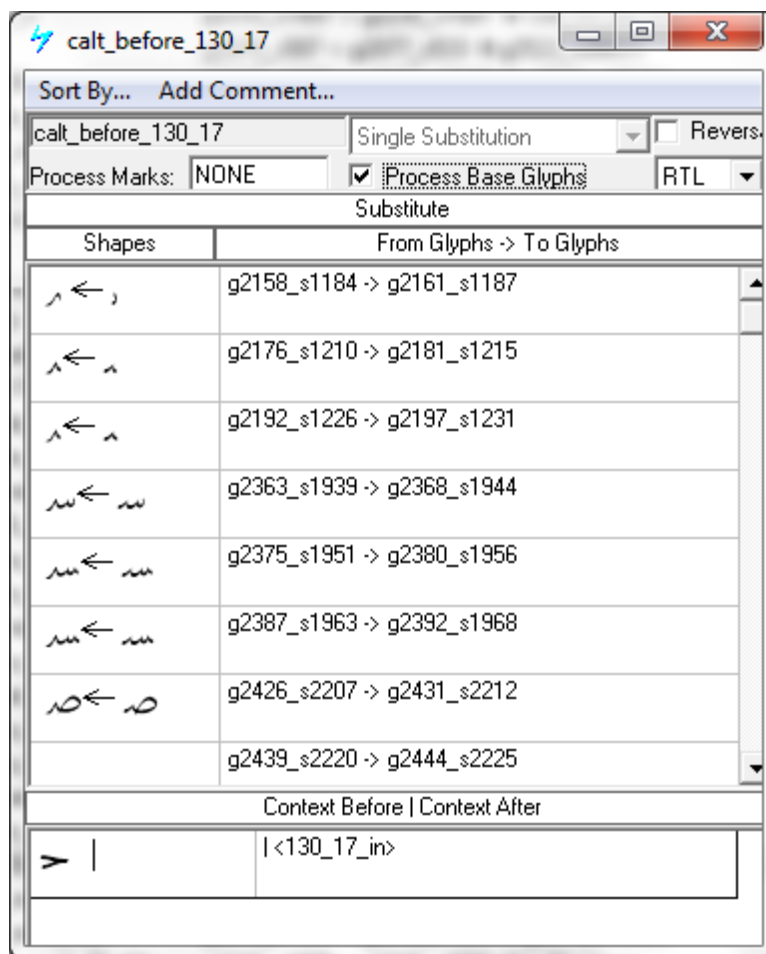 calt_before_130_17
Sort By... Add Comment...
calt_before_130_17 Single Substitution Revers
Process Marks: NONE Process Base Glyphs RTL
Substitute
Shapes From Glyph -> To Glyphs
g2158_s1184 -> g2161_s1187
g2176_s1210 -> g2181_s1215
g2192_s1226 -> g2197_s1231
g2363_s1939 -> g2368_s1944
g2375_s1951 -> g2380_s1956
g2387_s1963 -> g2392_s1968
g2426_s2207 -> g2431_s2212
g2439_s2220 -> g2444_s2225
Context Before | Context After
| <130_17_in>